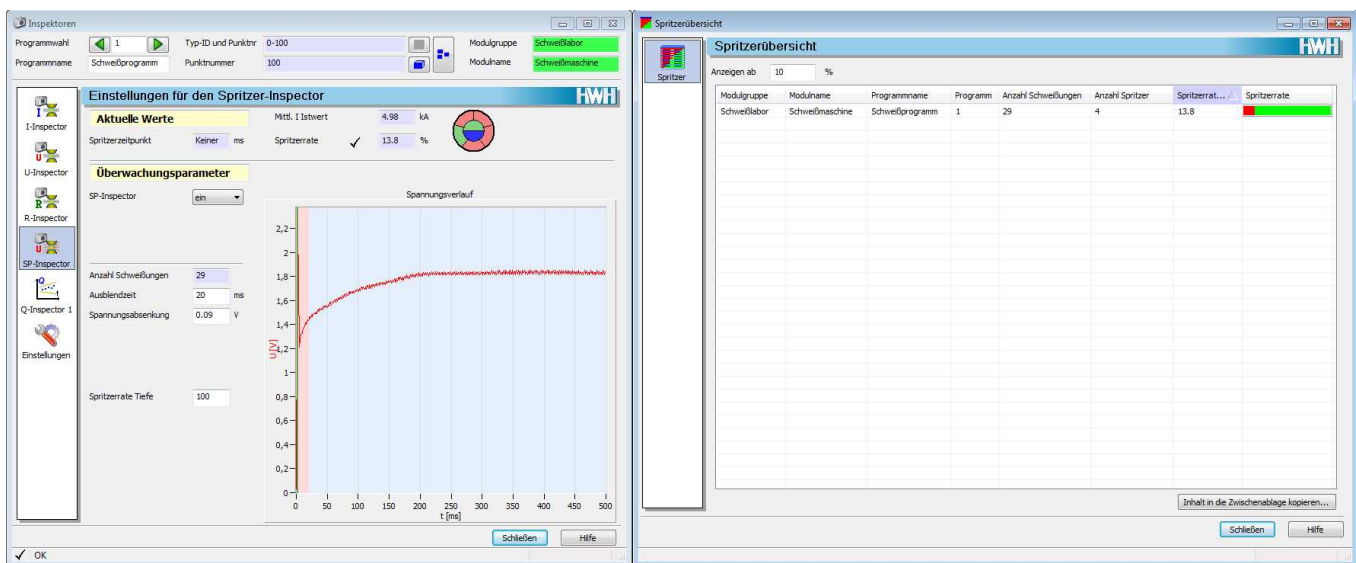 Inspektoren
Programmwahl 1 Typ-ID und Punktnr 0-100 Modulgruppe Schweißlabor
Programmname Schweißprogramm Punktnummer 100 Modulname Schweißmaschine
I-Inspector
U-Inspector
R-Inspector
SP-Inspector
Q-Inspector 1
Einstellungen
Einstellungen für den Spritzer-Inspector HWH
Aktuelle Werte Mittl. I Istwert 4.98 kA
Spritzerzeitpunkt Keiner ms Spritzerrate 13.8 %
Überwachungsparameter
SP-Inspector ein
Anzahl Schweißungen 29
Ausblendzeit 20 ms
Spannungsabsenkung 0.09 V
Spritzerrate Tiefe 100
Spannungsverlauf
U[V]
2,2
2
1,8
1,6
1,4
1,2
1
0,8
0,6
0,4
0,2
0
0 50 100 150 200 250 300 350 400 450 500
t [ms]
Schließen Hilfe
OK
Spritzerübersicht
Spritzer
Spritzerübersicht HWH
Anzeigen ab 10 %
Modulgruppe Modulname Programmname Programm Anzahl Schweißungen Anzahl Spritzer Spritzerrat... Spritzerrate
Schweißlabor Schweißmaschine Schweißprogramm 1 29 4 13.8
Inhalt in die Zwischenablage kopieren...
Schließen Hilfe